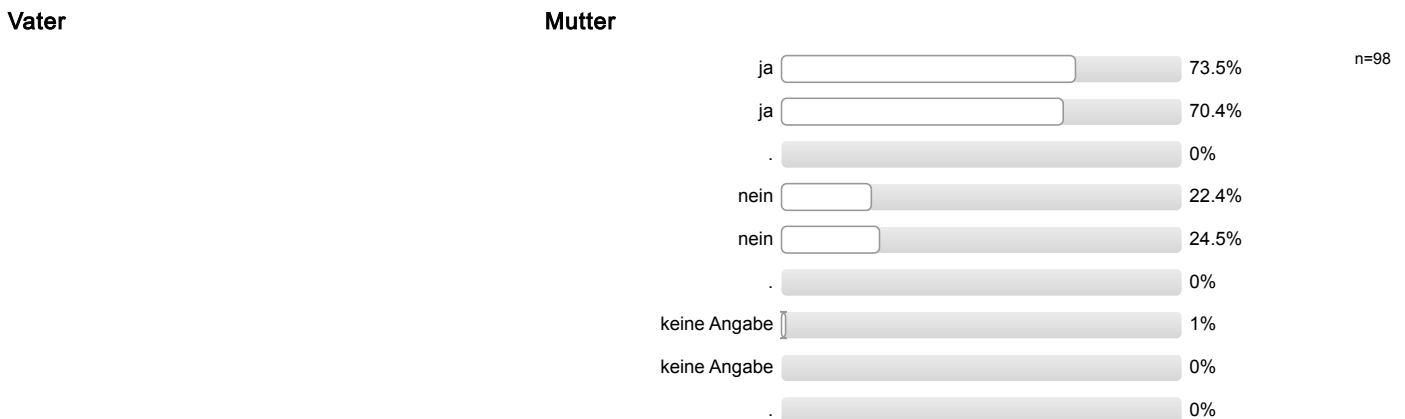 Vater Mutter
ja 73.5% n=98
ja 70.4%
. 0%
nein 22.4%
nein 24.5%
. 0%
keine Angabe 1%
keine Angabe 0%
. 0%